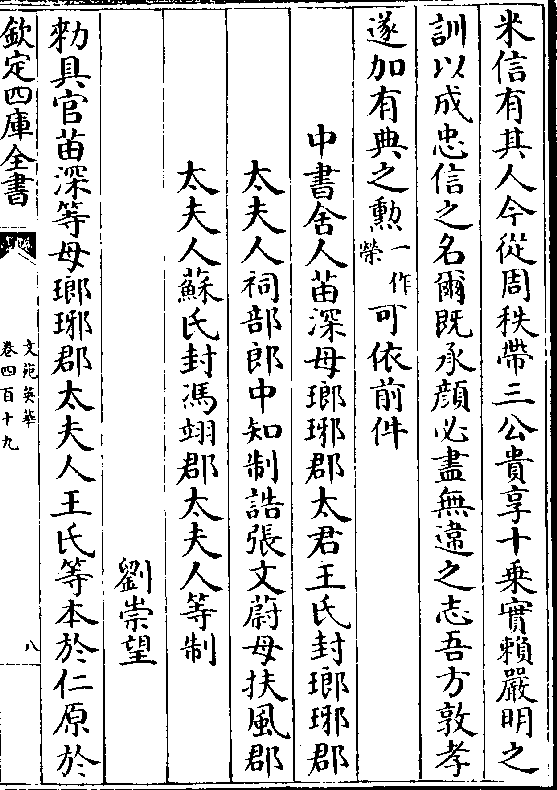 米信有其人今從周秩帶三公貴享十乗實賴嚴明之
訓以成忠信之名爾既承顔必盡無違之志吾方敦孝
遂加有典之勲一作榮可依前件
中書舍人苗深母瑯琊郡太君王氏封瑯琊郡
太夫人祠部郎中知制誥張文蔚母扶風郡
太夫人蘇氏封馮翊郡太夫人等制
劉崇望
勑具官苗深等母瑯琊郡太夫人王氏等本於仁原於
欽定四庫全書
文苑英華
卷四百十九
八